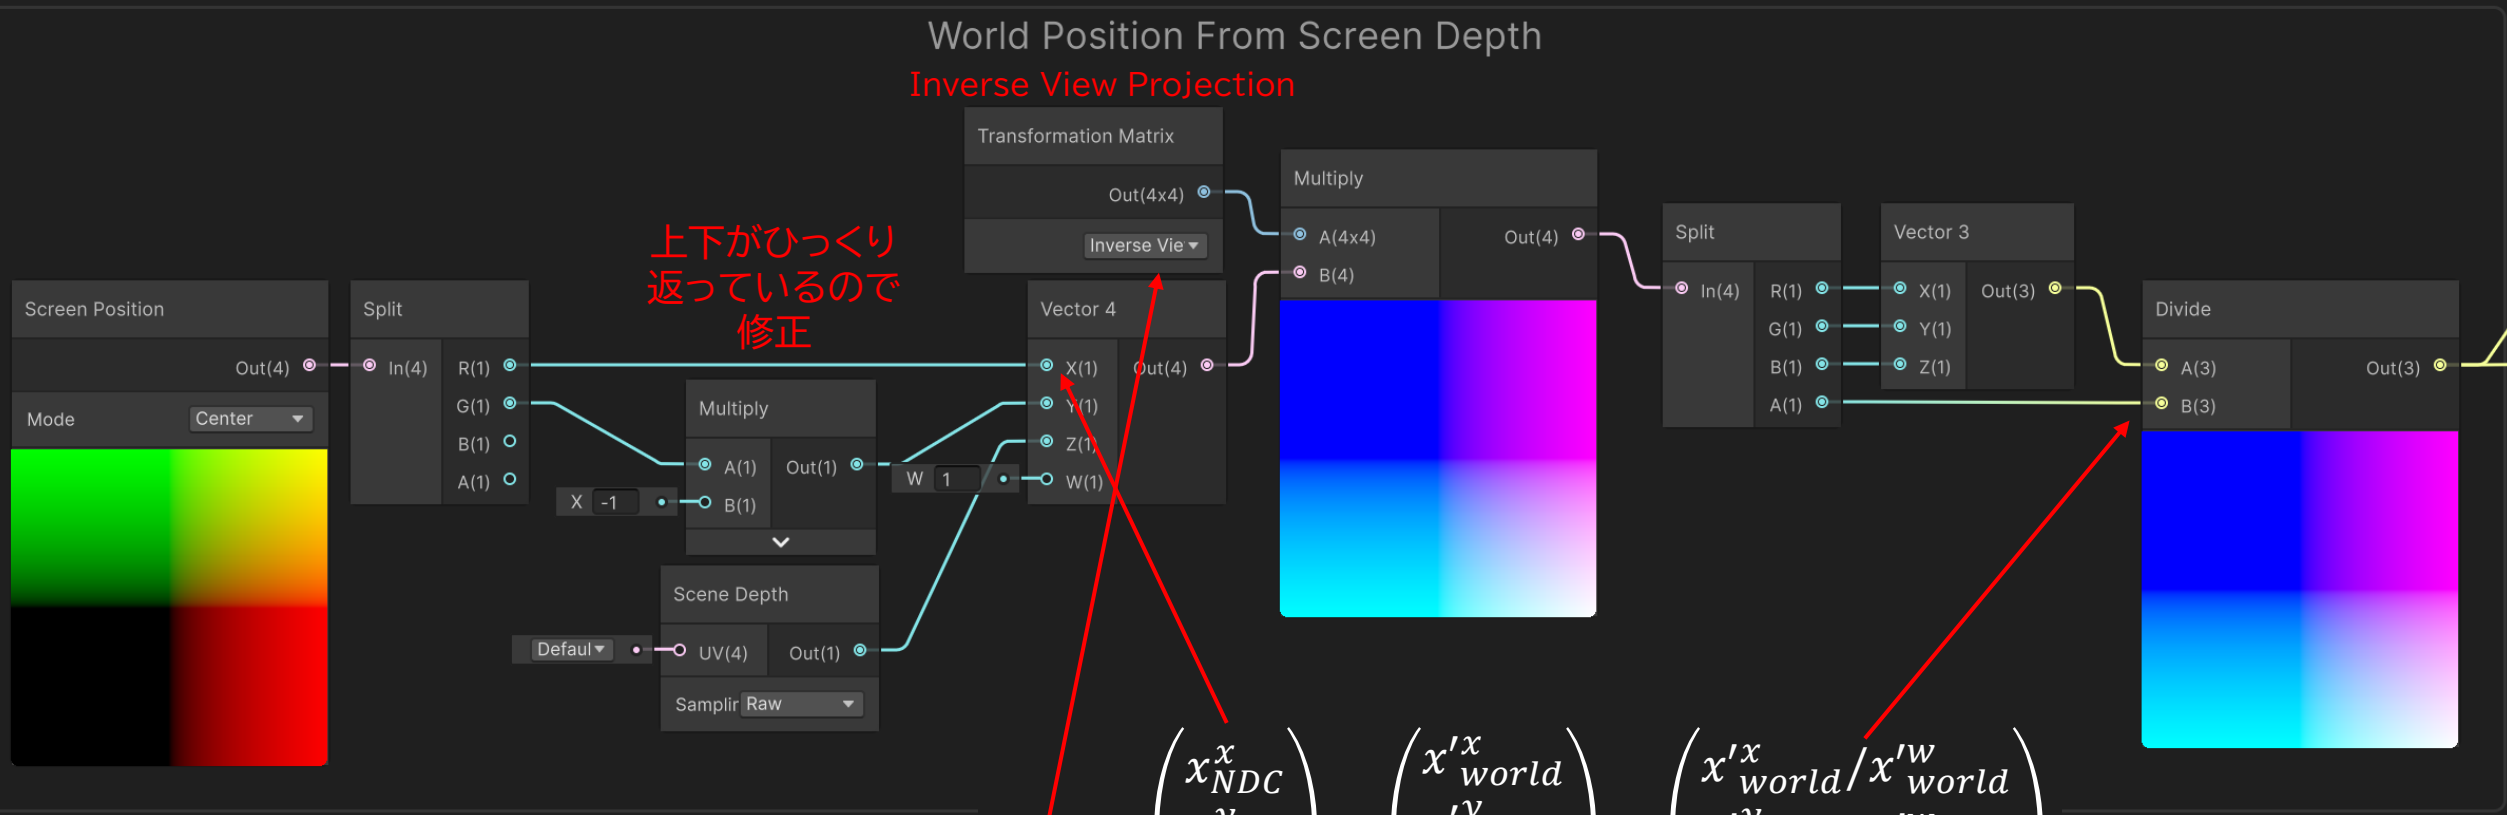 World Position From Screen Depth
Inverse View Projection
Transformation Matrix
Out(4x4)
Inverse Vie
上下がひっくり
返っているので
修正
Screen Position
Out(4)
Mode
Center
Split
In(4)
R(1)
G(1)
B(1)
A(1)
Multiply
A(1)
Out(1)
B(1)
X
-1
Scene Depth
Defaul
UV(4)
Out(1)
Samplir
Raw
W
1
Vector 4
X(1)
Out(4)
Y(1)
Z(1)
W(1)
Multiply
A(4x4)
Out(4)
B(4)
Split
In(4)
R(1)
G(1)
B(1)
A(1)
Vector 3
X(1)
Out(3)
Y(1)
Z(1)
Divide
A(3)
Out(3)
B(3)
x^x_NDC
x'^x_world
x'^x_world/x'^w_world